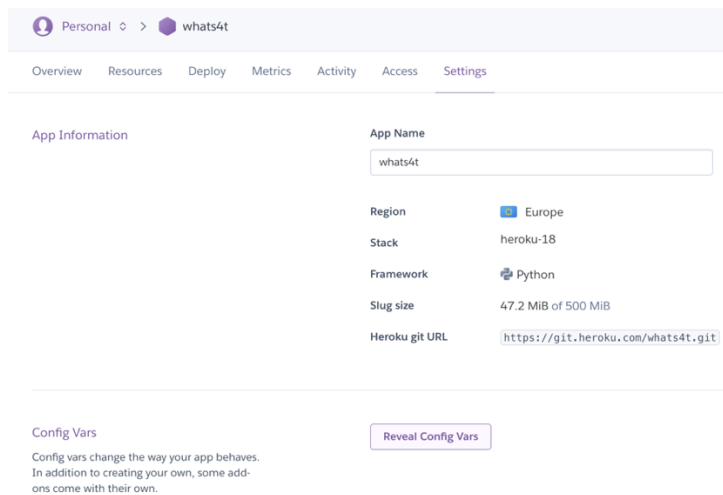 Personal > whats4t
Overview Resources Deploy Metrics Activity Access Settings
App Information
App Name
whats4t
Region Europe
Stack heroku-18
Framework Python
Slug size 47.2 MiB of 500 MiB
Heroku git URL https://git.heroku.com/whats4t.git
Config Vars
Config vars change the way your app behaves.
In addition to creating your own, some add-
ons come with their own.
Reveal Config Vars